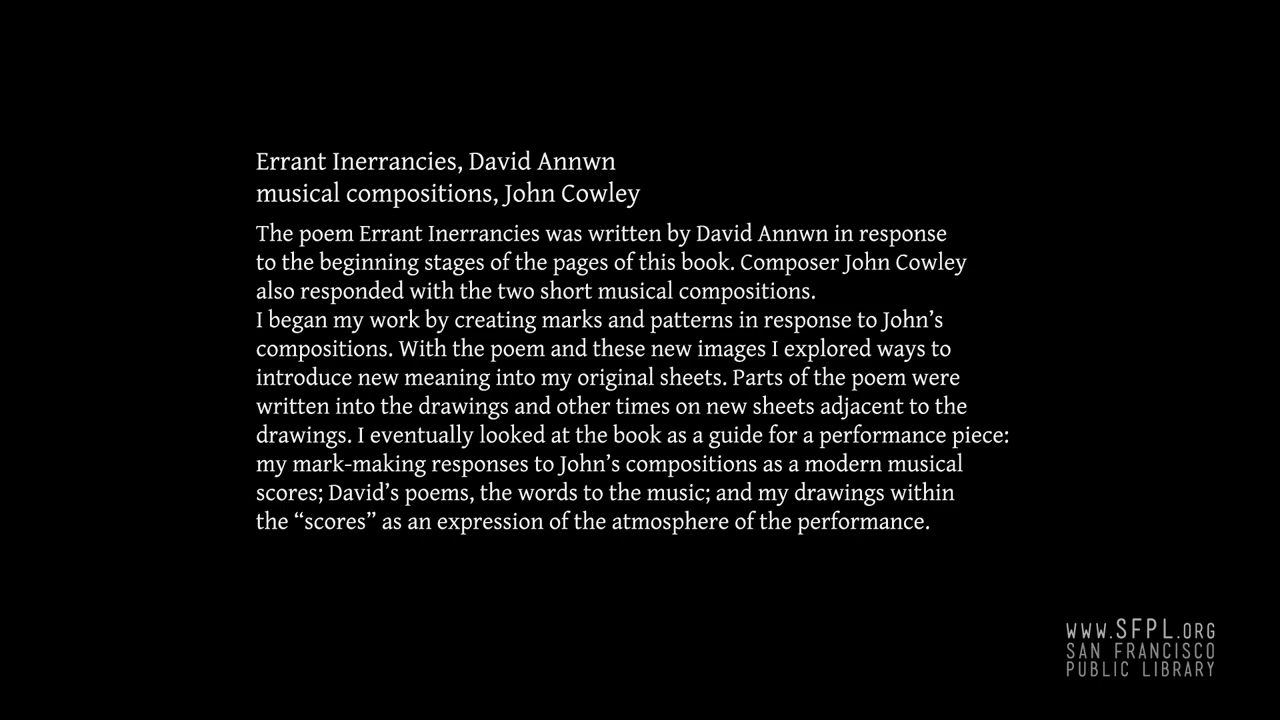 Errant Inerrancies, David Annwn
musical compositions, John Cowley
The poem Errant Inerrancies was written by David Annwn in response
to the beginning stages of the pages of this book. Composer John Cowley
also responded with the two short musical compositions.
I began my work by creating marks and patterns in response to John’s
compositions. With the poem and these new images I explored ways to
introduce new meaning into my original sheets. Parts of the poem were
written into the drawings and other times on new sheets adjacent to the
drawings. I eventually looked at the book as a guide for a performance piece:
my mark-making responses to John’s compositions as a modern musical
scores; David’s poems, the words to the music; and my drawings within
the “scores” as an expression of the atmosphere of the performance.
WWW.SFPL.ORG
SAN FRANCISCO
PUBLIC LIBRARY